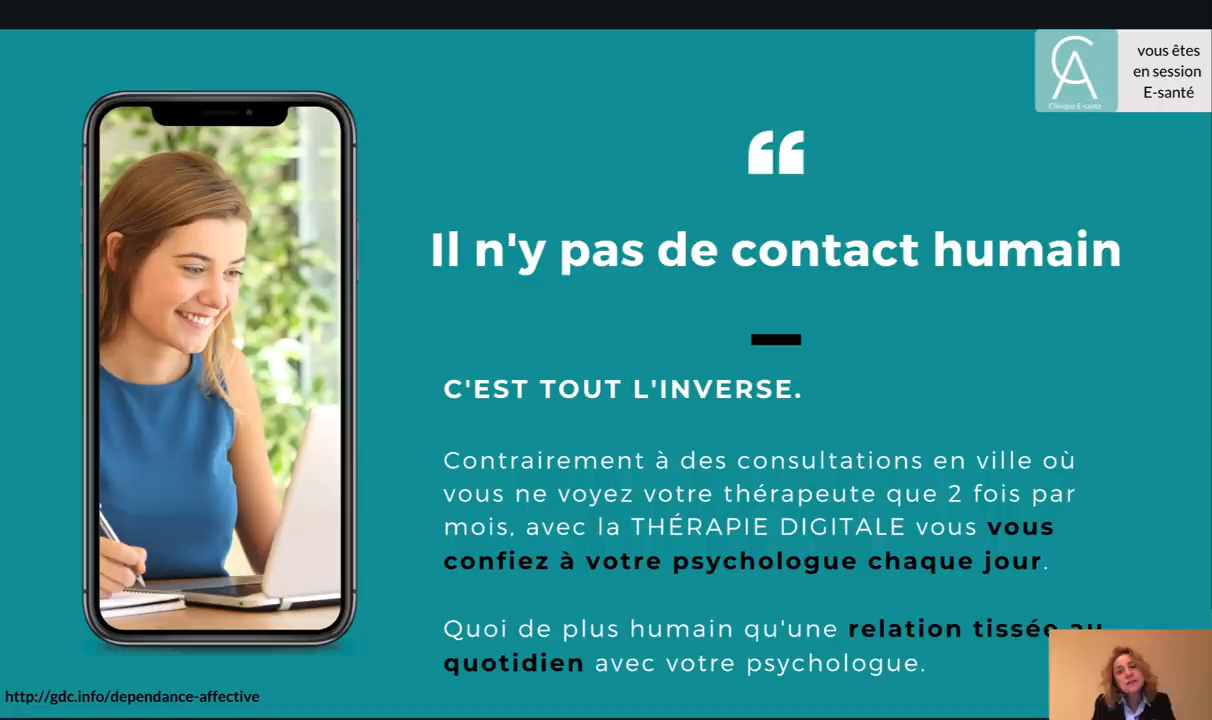 CA
Clinique E-santé
vous êtes
en session
E-santé
“
Il n'y pas de contact humain
C'EST TOUT L'INVERSE.
Contrairement à des consultations en ville où
vous ne voyez votre thérapeute que 2 fois par
mois, avec la THÉRAPIE DIGITALE vous vous
confiez à votre psychologue chaque jour.
Quoi de plus humain qu'une relation tissée au
quotidien avec votre psychologue.
http://gdc.info/dependance-affective